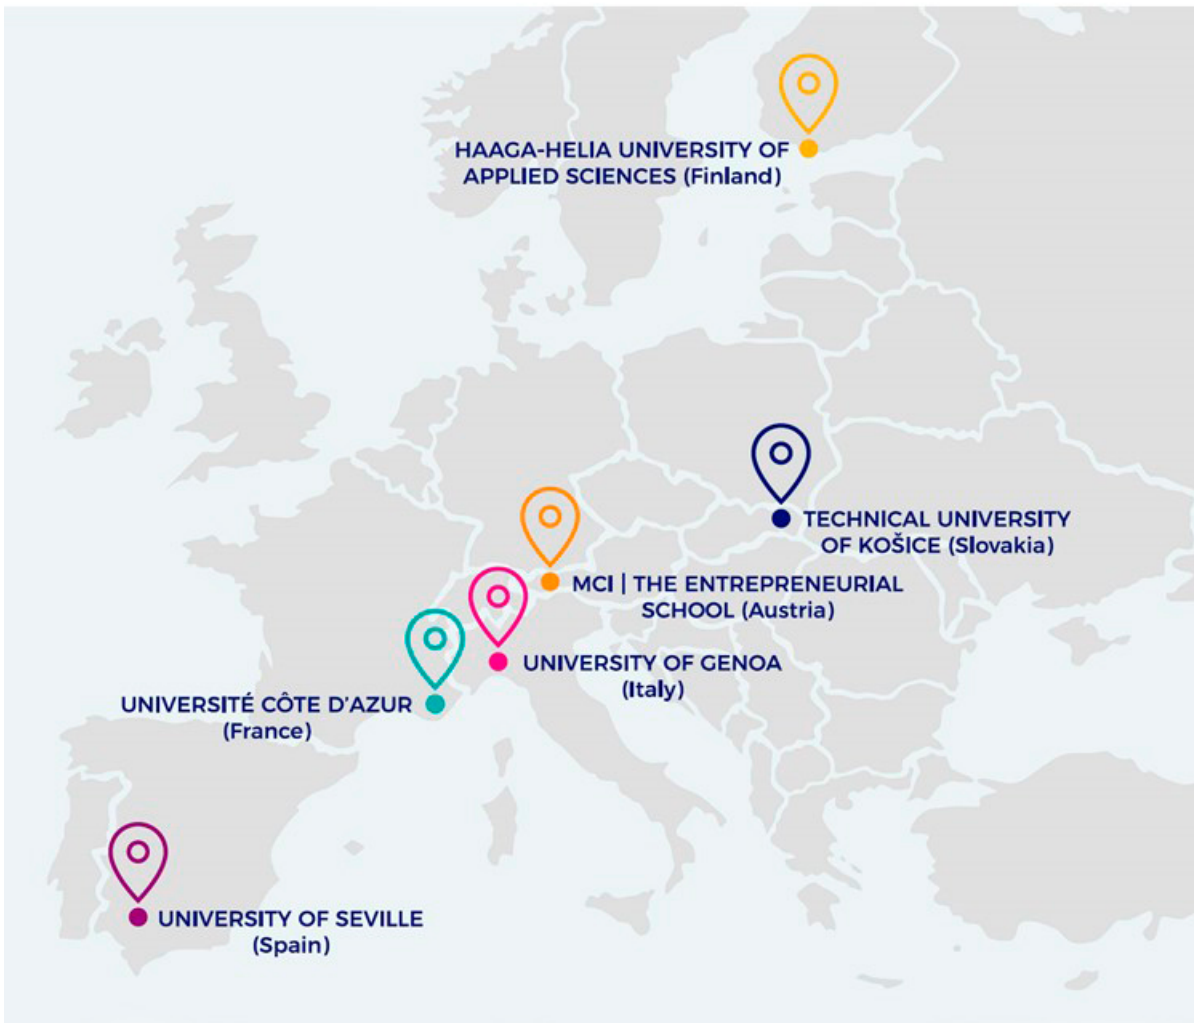 HAAGA-HELIA UNIVERSITY OF
APPLIED SCIENCES (Finland)
TECHNICAL UNIVERSITY
OF KOŠICE (Slovakia)
MCI | THE ENTREPRENEURIAL
SCHOOL (Austria)
UNIVERSITY OF GENOA
(Italy)
UNIVERSITÉ CÔTE D'AZUR
(France)
UNIVERSITY OF SEVILLE
(Spain)